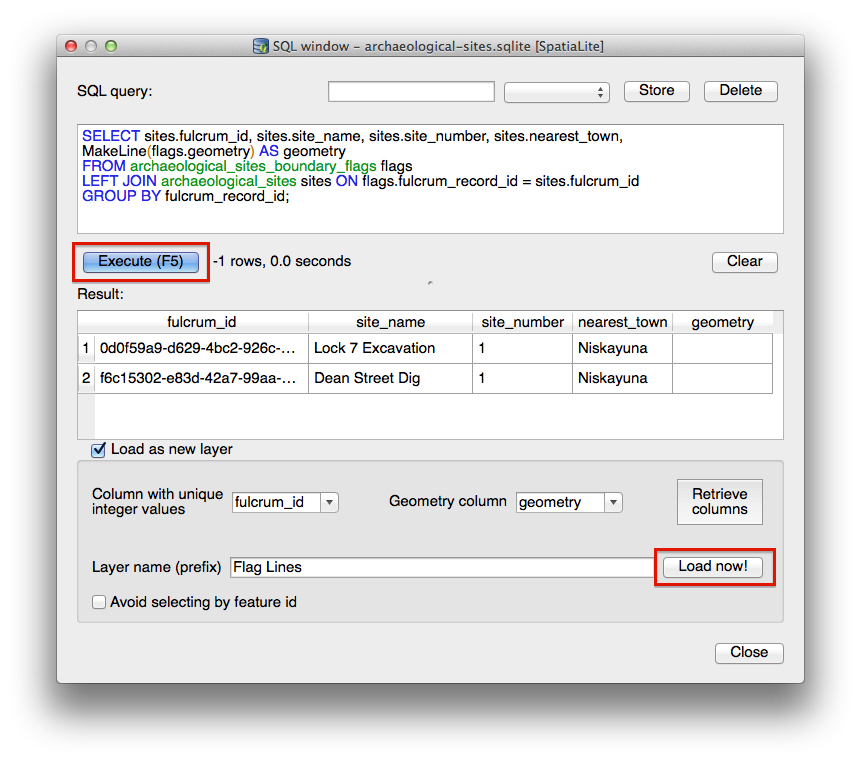 SQL window – archaeological-sites.sqlite [SpatiaLite]
SQL query: Store Delete
SELECT sites.fulcrum_id, sites.site_name, sites.site_number, sites.nearest_town,
MakeLine(flags.geometry) AS geometry
FROM archaeological_sites_boundary_flags flags
LEFT JOIN archaeological_sites sites ON flags.fulcrum_record_id = sites.fulcrum_id
GROUP BY fulcrum_record_id;
Execute (F5) -1 rows, 0.0 seconds Clear
Result:
fulcrum_id site_name site_number nearest_town geometry
1 0d0f59a9-d629-4bc2-926c-... Lock 7 Excavation 1 Niskayuna
2 f6c15302-e83d-42a7-99aa-... Dean Street Dig 1 Niskayuna
Load as new layer
Column with unique
integer values
fulcrum_id
Geometry column geometry
Retrieve
columns
Layer name (prefix) Flag Lines Load now!
Avoid selecting by feature id
Close